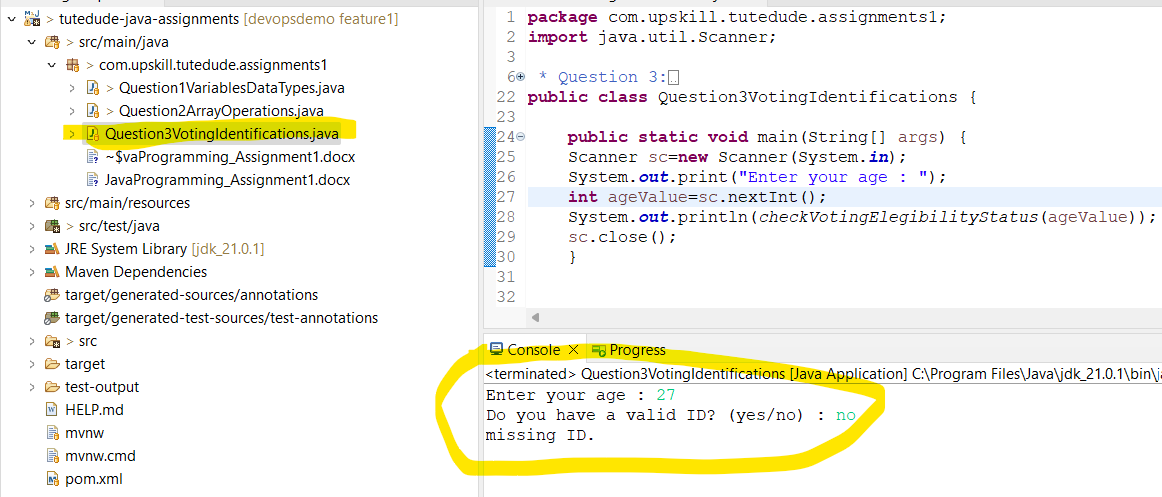 tutedude-java-assignments [devopsdemo feature1]
src/main/java
com.upskill.tutedude.assignments1
Question1VariablesDataTypes.java
Question2ArrayOperations.java
Question3VotingIdentifications.java
~$vaProgramming_Assignment1.docx
JavaProgramming_Assignment1.docx
src/main/resources
src/test/java
JRE System Library [jdk_21.0.1]
Maven Dependencies
target/generated-sources/annotations
target/generated-test-sources/test-annotations
src
target
test-output
HELP.md
mvnw
mvnw.cmd
pom.xml
1 package com.upskill.tutedude.assignments1;
2 import java.util.Scanner;
3
6 * Question 3:
22 public class Question3VotingIdentifications {
23
24 public static void main(String[] args) {
25 Scanner sc=new Scanner(System.in);
26 System.out.print("Enter your age : ");
27 int ageValue=sc.nextInt();
28 System.out.println(checkVotingElegibilityStatus(ageValue));
29 sc.close();
30 }
31
32
Console Progress
<terminated> Question3VotingIdentifications [Java Application] C:\Program Files\Java\jdk_21.0.1\bin\ja
Enter your age : 27
Do you have a valid ID? (yes/no) : no
missing ID.